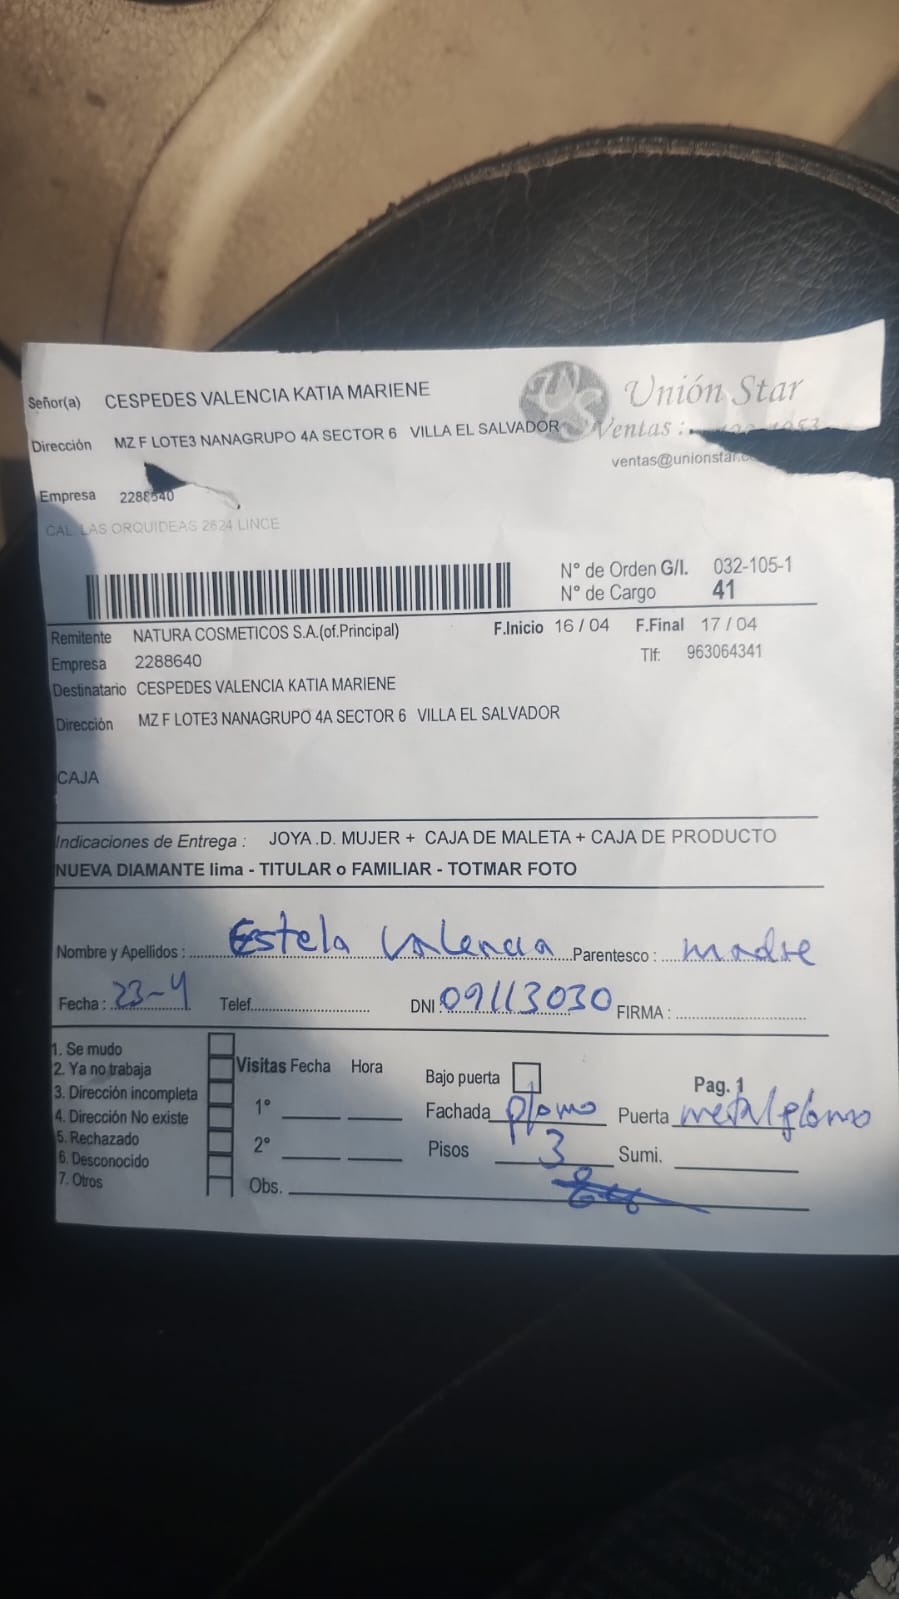 Señor(a) CESPEDES VALENCIA KATIA MARIENE
Unión Star
Dirección MZ F LOTE3 NANAGRUPO 4A SECTOR 6 VILLA EL SALVADOR
Ventas :
ventas@unionstar.
Empresa 2288640
CAL. LAS ORQUIDEAS 2624 LINCE
N° de Orden G/I. 032-105-1
N° de Cargo 41
Remitente NATURA COSMETICOS S.A.(of.Principal) F.Inicio 16 / 04 F.Final 17 / 04
Empresa 2288640 Tlf: 963064341
Destinatario CESPEDES VALENCIA KATIA MARIENE
Dirección MZ F LOTE3 NANAGRUPO 4A SECTOR 6 VILLA EL SALVADOR
CAJA
Indicaciones de Entrega : JOYA .D. MUJER + CAJA DE MALETA + CAJA DE PRODUCTO
NUEVA DIAMANTE lima - TITULAR o FAMILIAR - TOTMAR FOTO
Nombre y Apellidos : Estela Valencia Parentesco : madre
Fecha : 23-4 Telef. DNI 09113030 FIRMA :
1. Se mudo
2. Ya no trabaja
3. Dirección incompleta
4. Dirección No existe
5. Rechazado
6. Desconocido
7. Otros
Visitas Fecha Hora
1°
2°
Obs.
Bajo puerta Pag. 1
Fachada plomo Puerta metal plomo
Pisos 3 Sumi.